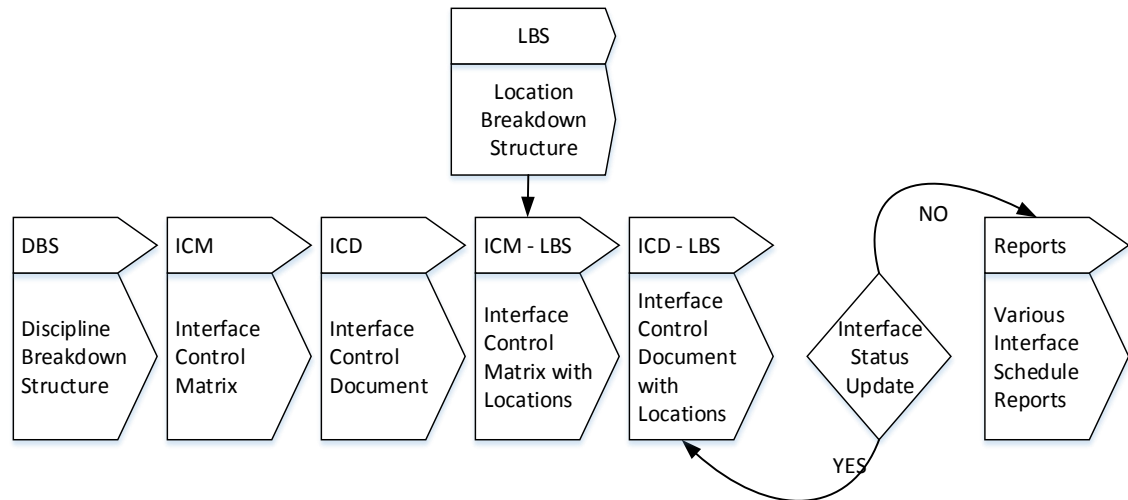 LBS
Location
Breakdown
Structure
DBS
Discipline
Breakdown
Structure
ICM
Interface
Control
Matrix
ICD
Interface
Control
Document
ICM - LBS
Interface
Control
Matrix with
Locations
ICD - LBS
Interface
Control
Document
with
Locations
Interface
Status
Update
NO
YES
Reports
Various
Interface
Schedule
Reports